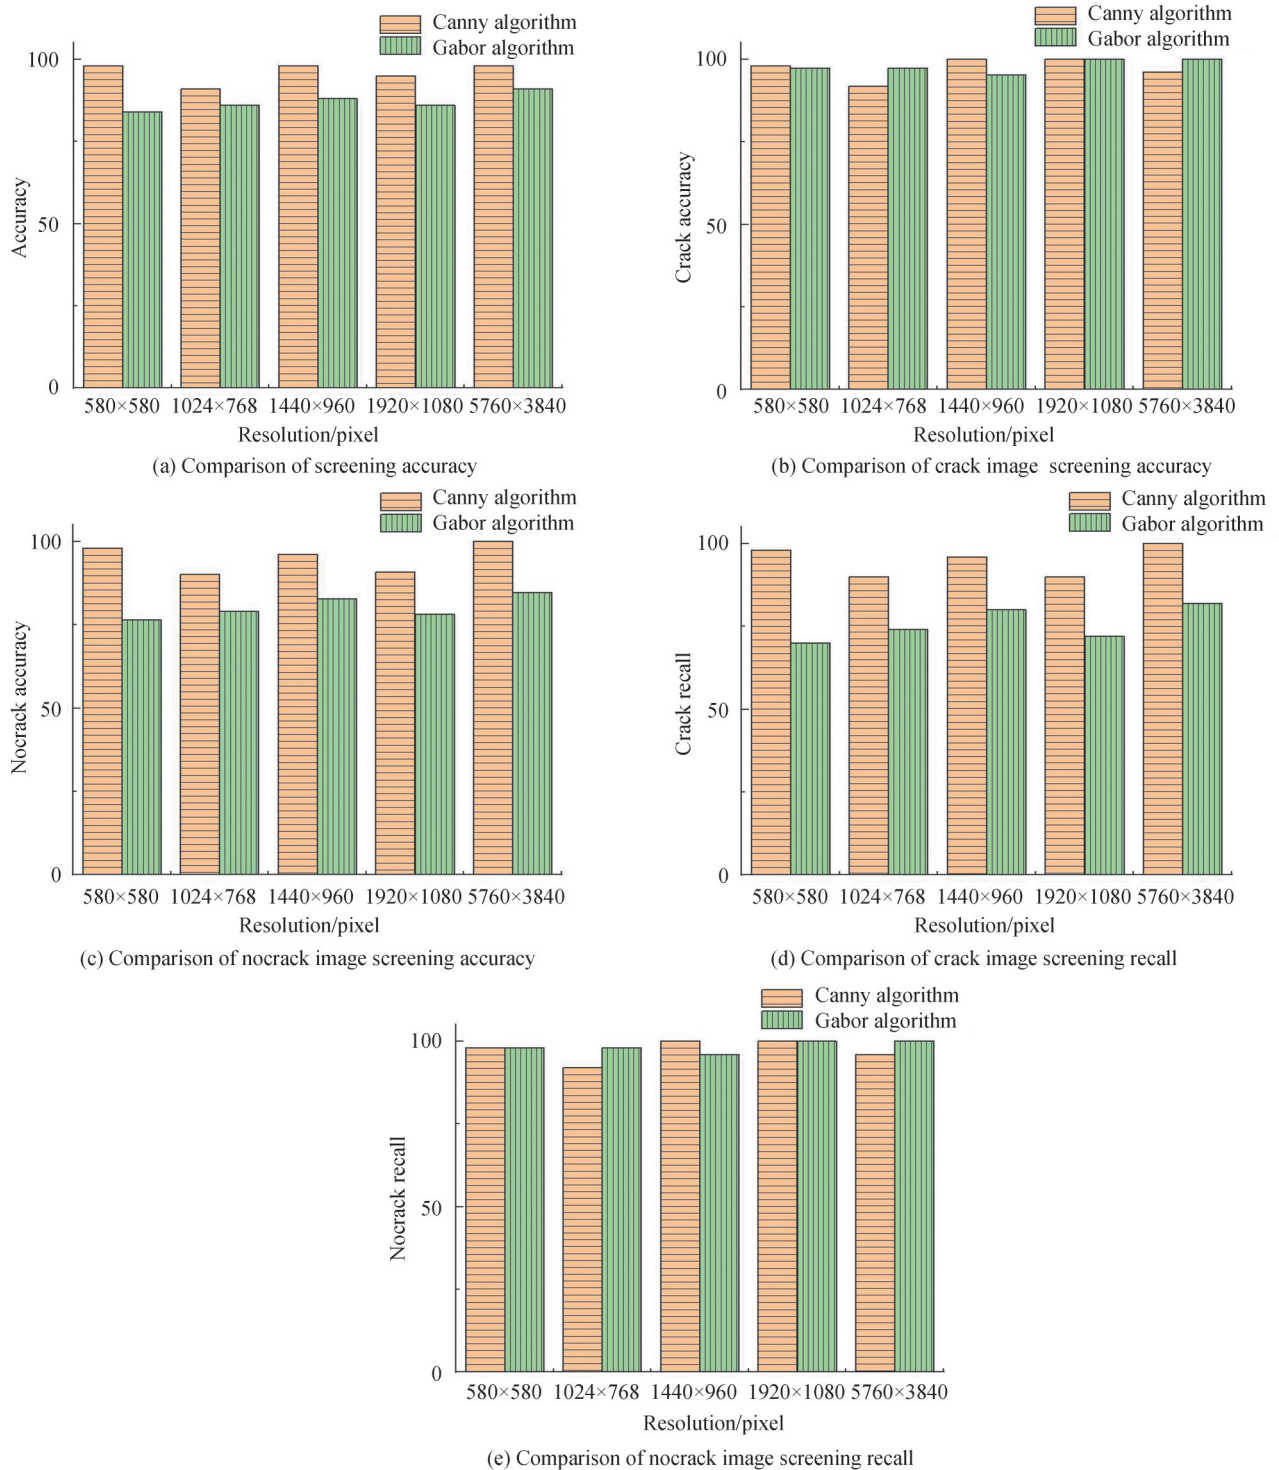 Canny algorithm
Gabor algorithm
100
50
0
Accuracy
580×580 1024×768 1440×960 1920×1080 5760×3840
Resolution/pixel
(a) Comparison of screening accuracy
Canny algorithm
Gabor algorithm
100
50
0
Crack accuracy
580×580 1024×768 1440×960 1920×1080 5760×3840
Resolution/pixel
(b) Comparison of crack image screening accuracy
Canny algorithm
Gabor algorithm
100
50
0
Nocrack accuracy
580×580 1024×768 1440×960 1920×1080 5760×3840
Resolution/pixel
(c) Comparison of nocrack image screening accuracy
Canny algorithm
Gabor algorithm
100
50
0
Crack recall
580×580 1024×768 1440×960 1920×1080 5760×3840
Resolution/pixel
(d) Comparison of crack image screening recall
Canny algorithm
Gabor algorithm
100
50
0
Nocrack recall
580×580 1024×768 1440×960 1920×1080 5760×3840
Resolution/pixel
(e) Comparison of nocrack image screening recall